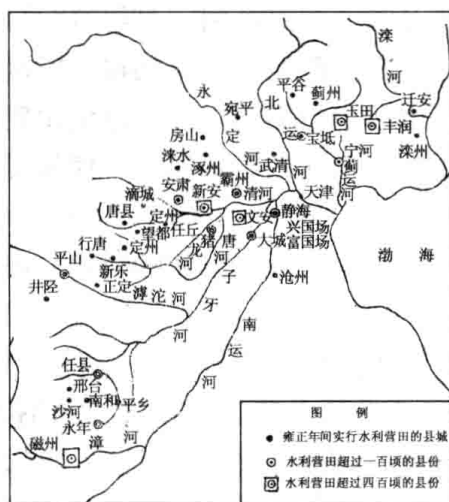 滦河
平谷
蓟州
迁安
永定河
宛平
北运河
玉田
丰润
房山
宝坻
滦州
涞水
涿州
武清
宁河
蓟运河
安肃
新安
霸州
清河
天津
满城
唐县
定州
望都
任丘
文安
静海
兴国场
富国场
渤海
猪龙河
唐河
大城
行唐
定州
平山
新乐
正定
子牙河
沧州
井陉
滹沱河
南运河
任县
邢台
南和
平乡
沙河
永年
磁州
漳河
图例
雍正年间实行水利营田的县城
水利营田超过一百顷的县份
水利营田超过四百顷的县份